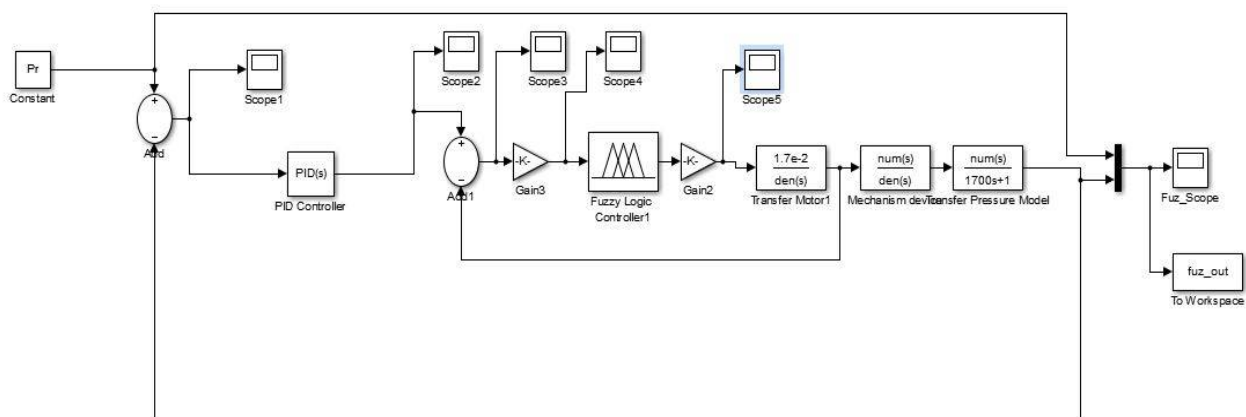 Pr
Constant
+
−
Add
Scope1
PID(s)
PID Controller
Scope2
+
−
Add1
Scope3
-K-
Gain3
Scope4
Fuzzy Logic
Controller1
-K-
Gain2
Scope5
1.7e-2
den(s)
Transfer Motor1
num(s)
den(s)
Mechanism device
num(s)
1700s+1
Transfer Pressure Model
Fuz_Scope
fuz_out
To Workspace